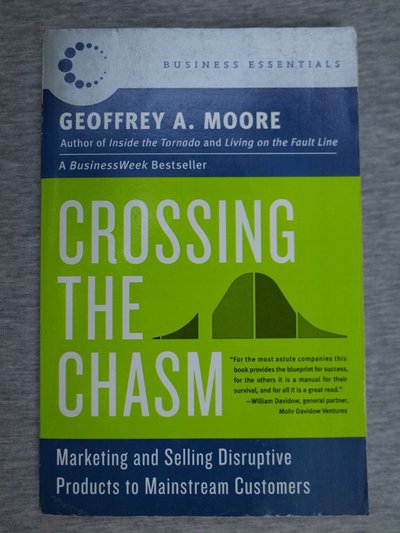 BUSINESS ESSENTIALS
GEOFFREY A. MOORE
Author of Inside the Tornado and Living on the Fault Line
A BusinessWeek Bestseller
CROSSING
THE
CHASM
"For the most astute companies this
book provides the blueprint for success,
for the others it is a manual for their
survival, and for all it is a great read."
—William Davidow, general partner,
Mohr Davidow Ventures
Marketing and Selling Disruptive
Products to Mainstream Customers